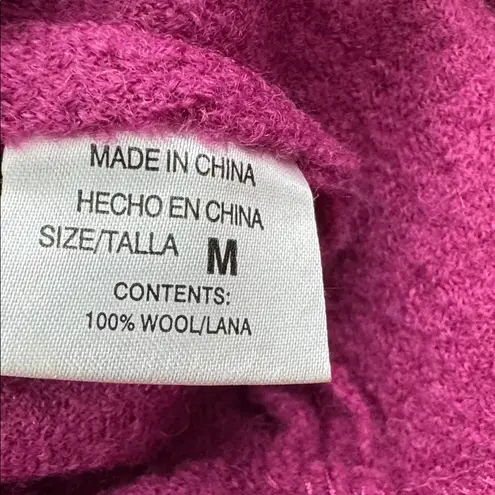 MADE IN CHINA
HECHO EN CHINA
SIZE/TALLA M
CONTENTS:
100% WOOL/LANA